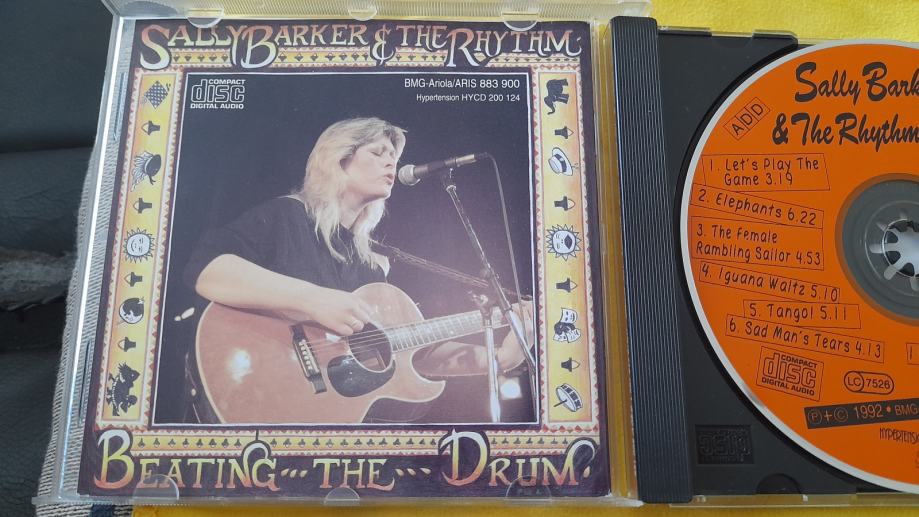 SALLY BARKER & THE RHYTHM
COMPACT
disc
DIGITAL AUDIO
BMG-Ariola/ARIS 883 900
Hypertension HYCD 200 124
BEATING··· THE ··· DRUM
ADD
Sally Bark
& The Rhythm
1. Let's Play The
Game 3.19
2. Elephants 6.22
3. The Female
Rambling Sailor 4.53
4. Iguana Waltz 5.10
5. Tango! 5.11
6. Sad Man's Tears 4.13
COMPACT
disc
DIGITAL AUDIO
LC 7526
Ⓟ+© 1992 • BMG
HYPERTENSI